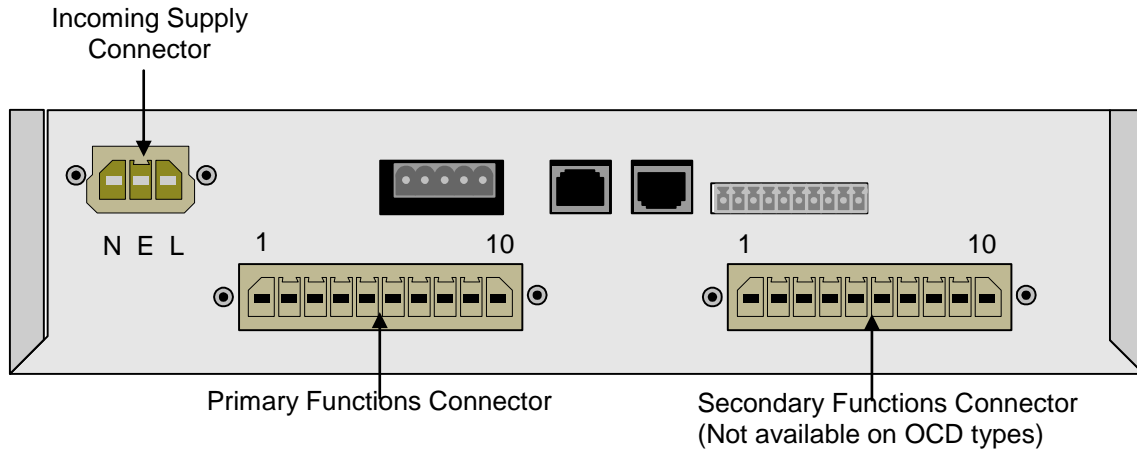 Incoming Supply
Connector
N E L
1 10
1 10
Primary Functions Connector
Secondary Functions Connector
(Not available on OCD types)